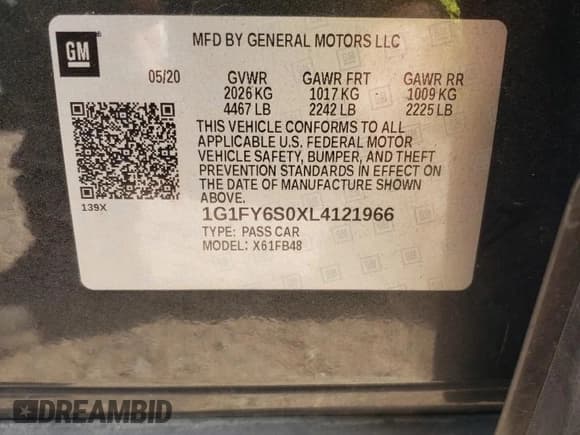 GM
MFD BY GENERAL MOTORS LLC
05/20 GVWR GAWR FRT GAWR RR
2026 KG 1017 KG 1009 KG
4467 LB 2242 LB 2225 LB
THIS VEHICLE CONFORMS TO ALL
APPLICABLE U.S. FEDERAL MOTOR
VEHICLE SAFETY, BUMPER, AND THEFT
PREVENTION STANDARDS IN EFFECT ON
THE DATE OF MANUFACTURE SHOWN
ABOVE.
139X
1G1FY6S0XL4121966
TYPE: PASS CAR
MODEL: X61FB48
DREAMBID